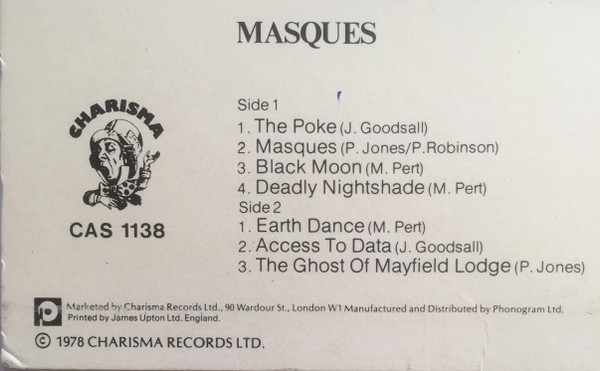 MASQUES
CHARISMA
CAS 1138
Side 1
1. The Poke (J. Goodsall)
2. Masques (P. Jones/P. Robinson)
3. Black Moon (M. Pert)
4. Deadly Nightshade (M. Pert)
Side 2
1. Earth Dance (M. Pert)
2. Access To Data (J. Goodsall)
3. The Ghost Of Mayfield Lodge (P. Jones)
Marketed by Charisma Records Ltd., 90 Wardour St., London W1 Manufactured and Distributed by Phonogram Ltd.
Printed by James Upton Ltd. England.
© 1978 CHARISMA RECORDS LTD.